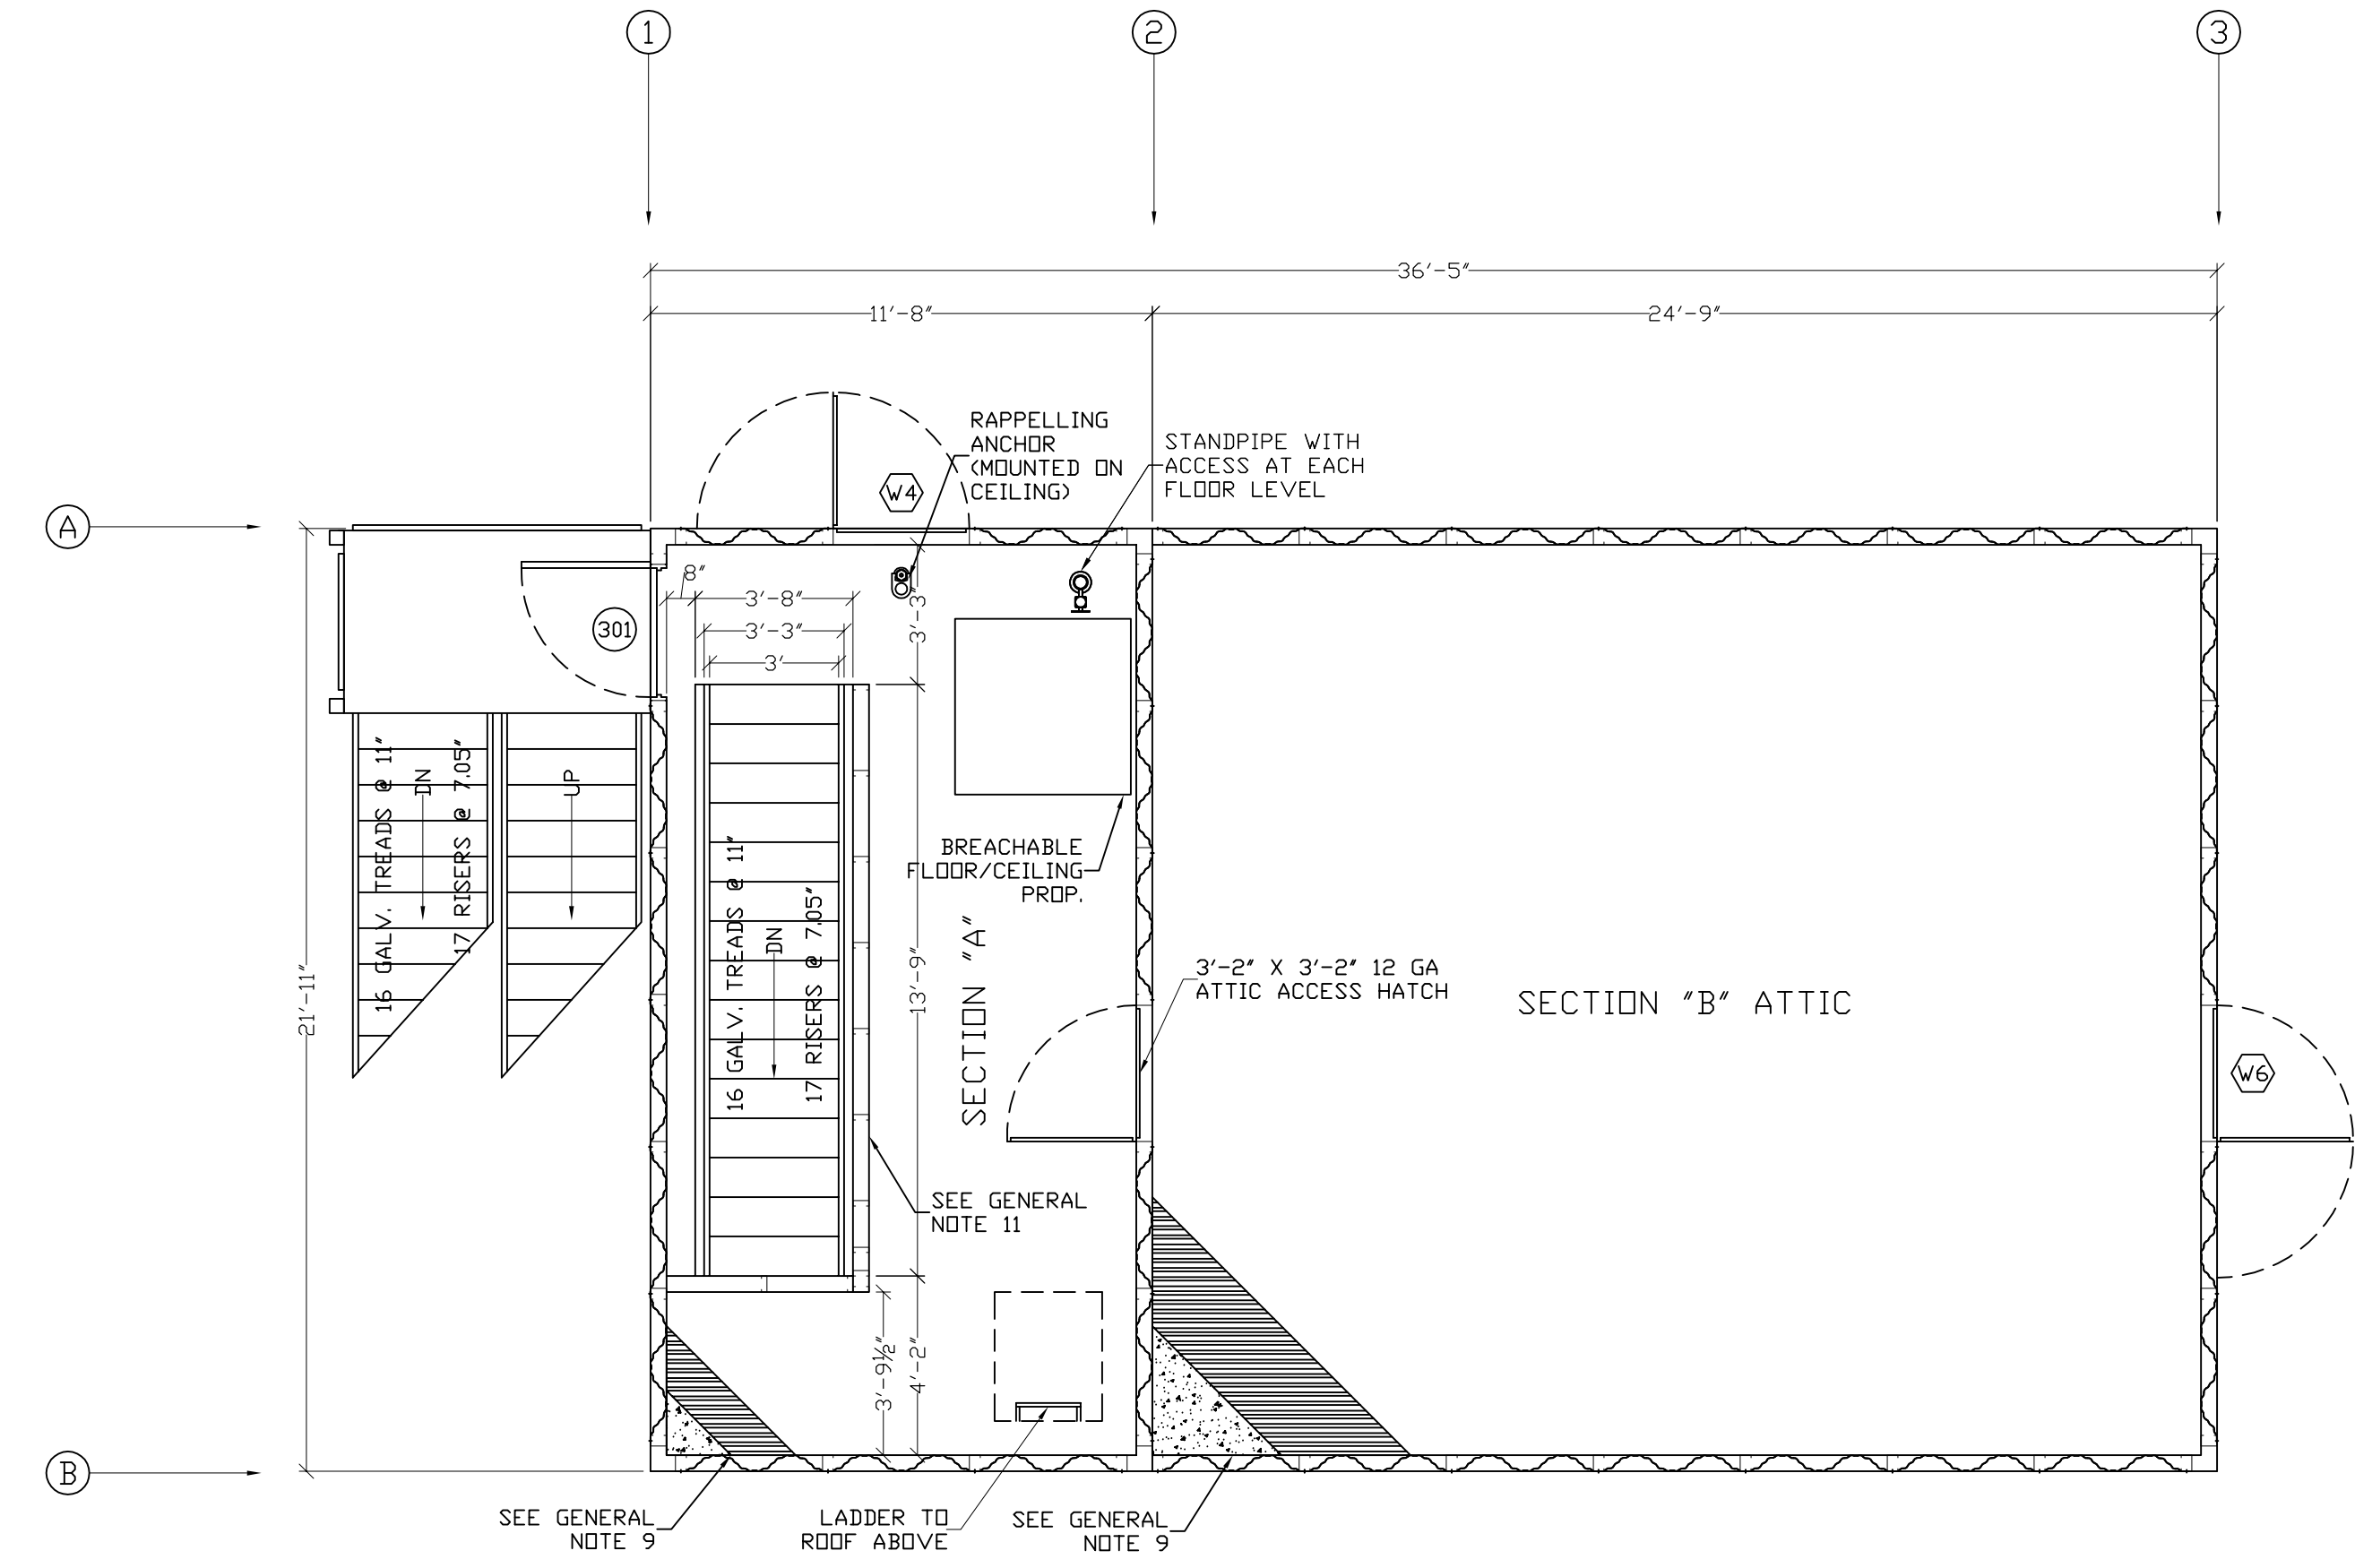 1
2
3
36'-5"
11'-8"
24'-9"
RAPPELLING
ANCHOR
(MOUNTED ON
CEILING)
STANDPIPE WITH
ACCESS AT EACH
FLOOR LEVEL
W4
A
8"
3'-8"
3'-3"
3'
3'-3"
301
16 GALV. TREADS @ 11"
DN
17 RISERS @ 7.05"
UP
21'-11"
16 GALV. TREADS @ 11"
DN
17 RISERS @ 7.05"
13'-9"
BREACHABLE
FLOOR/CEILING
PROP.
SECTION "A"
3'-2" X 3'-2" 12 GA
ATTIC ACCESS HATCH
SECTION "B" ATTIC
W6
SEE GENERAL
NOTE 11
3'-9½"
4'-2"
B
SEE GENERAL
NOTE 9
LADDER TO
ROOF ABOVE
SEE GENERAL
NOTE 9